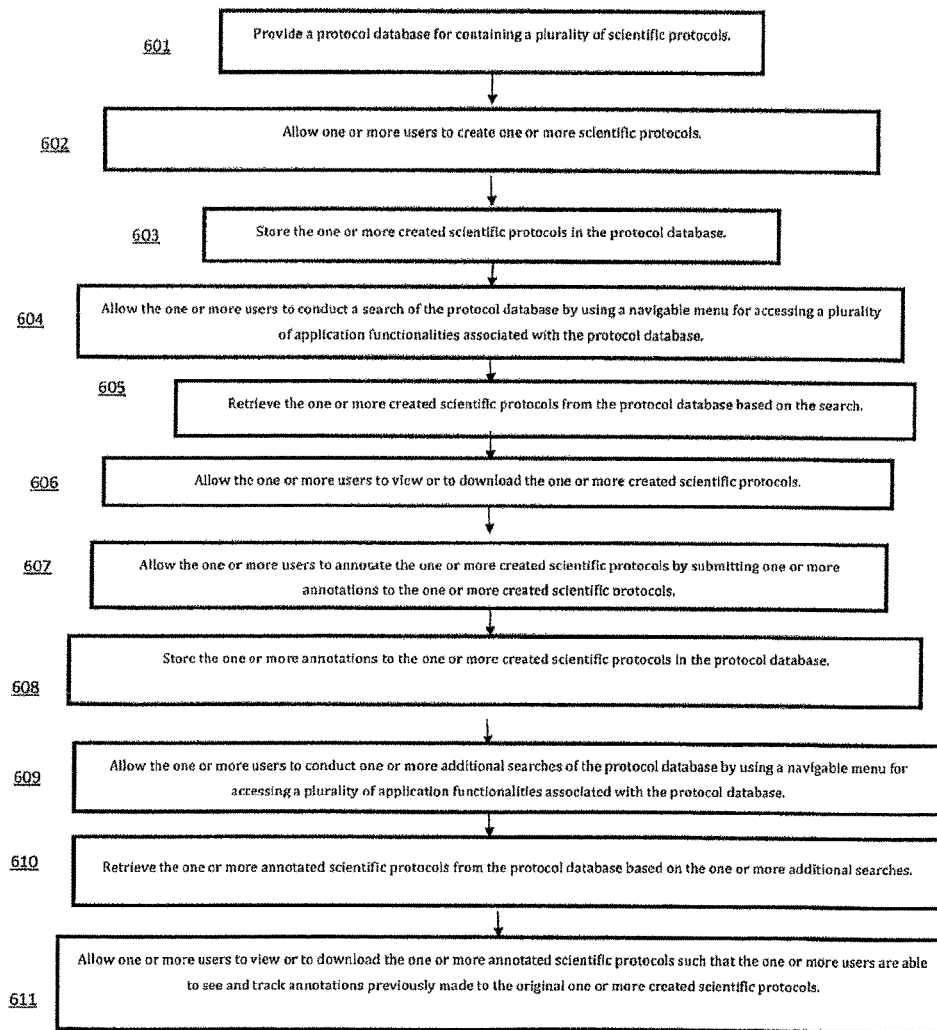 601
Provide a protocol database for containing a plurality of scientific protocols.
602
Allow one or more users to create one or more scientific protocols.
603
Store the one or more created scientific protocols in the protocol database.
604
Allow the one or more users to conduct a search of the protocol database by using a navigable menu for accessing a plurality
of application functionalities associated with the protocol database.
605
Retrieve the one or more created scientific protocols from the protocol database based on the search.
606
Allow the one or more users to view or to download the one or more created scientific protocols.
607
Allow the one or more users to annotate the one or more created scientific protocols by submitting one or more
annotations to the one or more created scientific protocols.
608
Store the one or more annotations to the one or more created scientific protocols in the protocol database.
609
Allow the one or more users to conduct one or more additional searches of the protocol database by using a navigable menu for
accessing a plurality of application functionalities associated with the protocol database.
610
Retrieve the one or more annotated scientific protocols from the protocol database based on the one or more additional searches.
611
Allow one or more users to view or to download the one or more annotated scientific protocols such that the one or more users are able
to see and track annotations previously made to the original one or more created scientific protocols.